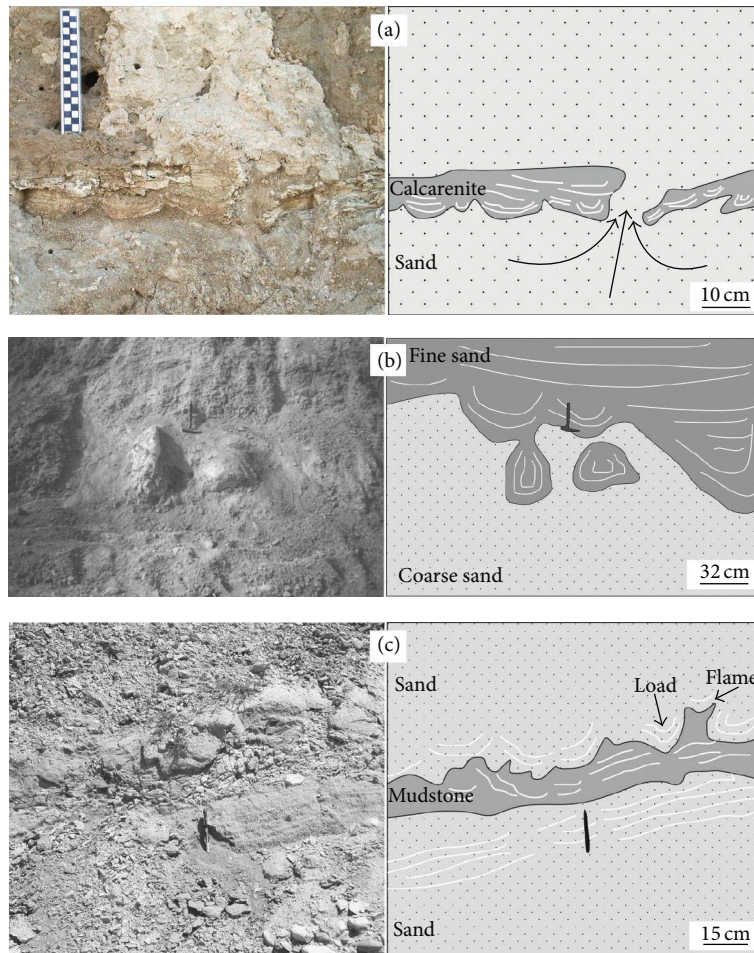 (a)
Calcarenite
Sand
10 cm
(b)
Fine sand
Coarse sand
32 cm
(c)
Sand
Load
Flame
Mudstone
Sand
15 cm